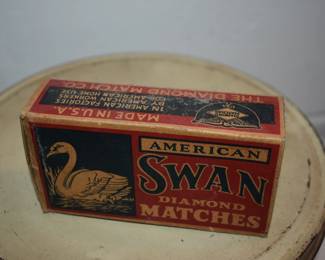 THE DIAMOND MATCH CO.
IN AMERICAN FACTORIES
BY AMERICAN WORKERS
FOR AMERICAN HOME USE
MADE IN U.S.A.
AMERICAN
SWAN
DIAMOND
MATCHES